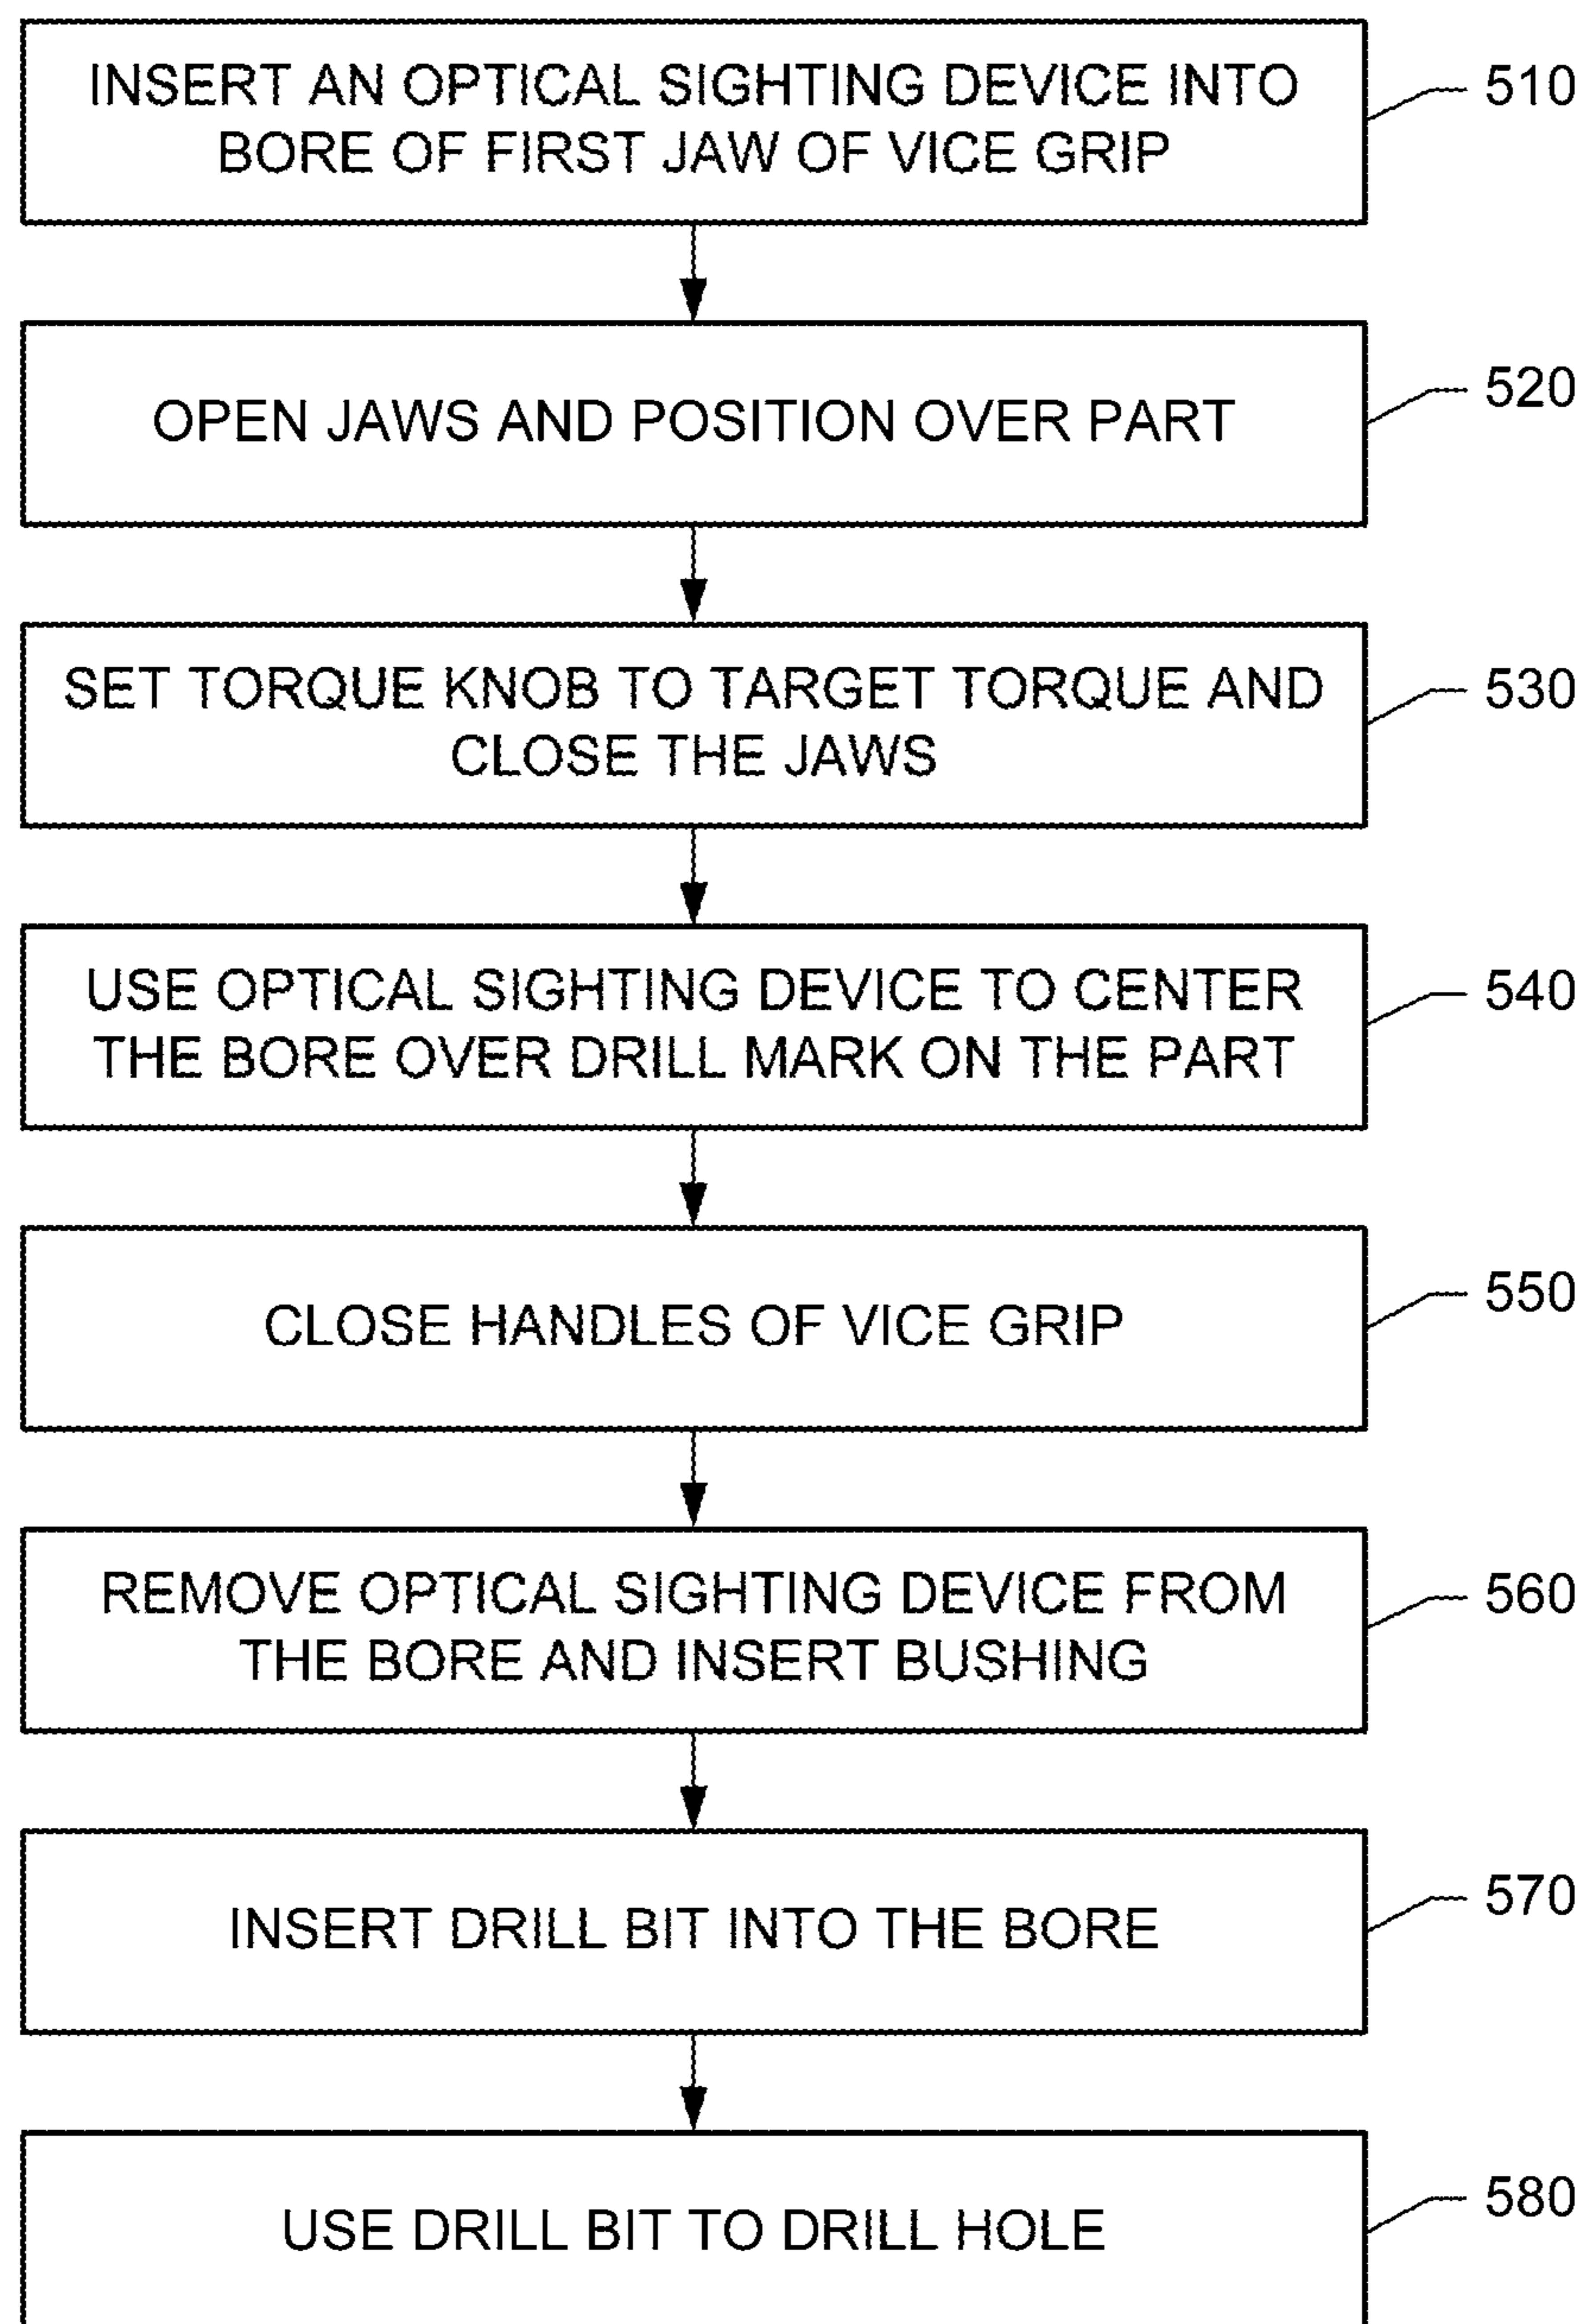 INSERT AN OPTICAL SIGHTING DEVICE INTO
BORE OF FIRST JAW OF VICE GRIP
510
OPEN JAWS AND POSITION OVER PART
520
SET TORQUE KNOB TO TARGET TORQUE AND
CLOSE THE JAWS
530
USE OPTICAL SIGHTING DEVICE TO CENTER
THE BORE OVER DRILL MARK ON THE PART
540
CLOSE HANDLES OF VICE GRIP
550
REMOVE OPTICAL SIGHTING DEVICE FROM
THE BORE AND INSERT BUSHING
560
INSERT DRILL BIT INTO THE BORE
570
USE DRILL BIT TO DRILL HOLE
580